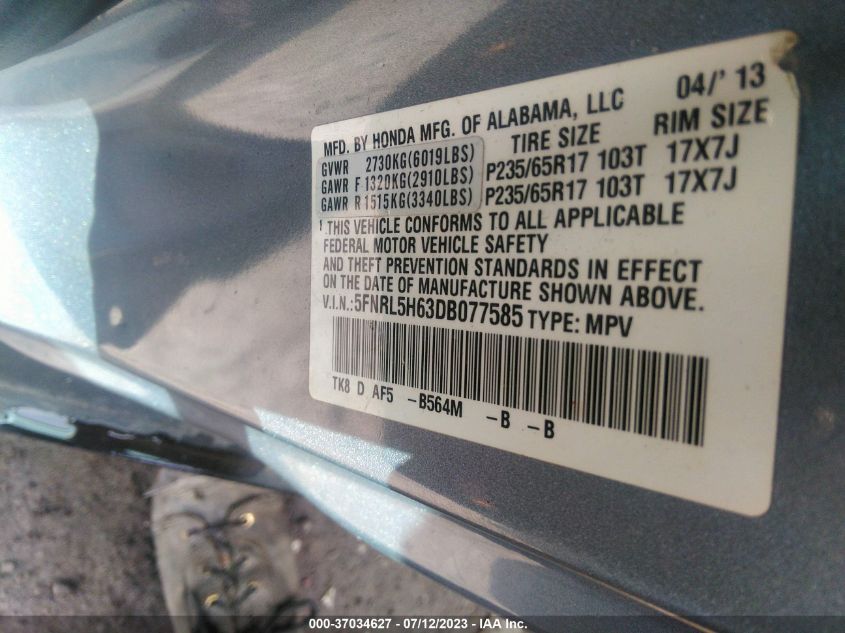 MFD. BY HONDA MFG. OF ALABAMA, LLC 04/'13
TIRE SIZE RIM SIZE
GVWR 2730KG(6019LBS)
GAWR F 1320KG(2910LBS) P235/65R17 103T 17X7J
GAWR R 1515KG(3340LBS) P235/65R17 103T 17X7J
¹ THIS VEHICLE CONFORMS TO ALL APPLICABLE
FEDERAL MOTOR VEHICLE SAFETY
AND THEFT PREVENTION STANDARDS IN EFFECT
ON THE DATE OF MANUFACTURE SHOWN ABOVE.
V.I.N.:5FNRL5H63DB077585 TYPE: MPV
TK8 D AF5 -B564M -B -B
000-37034627 - 07/12/2023 - IAA Inc.